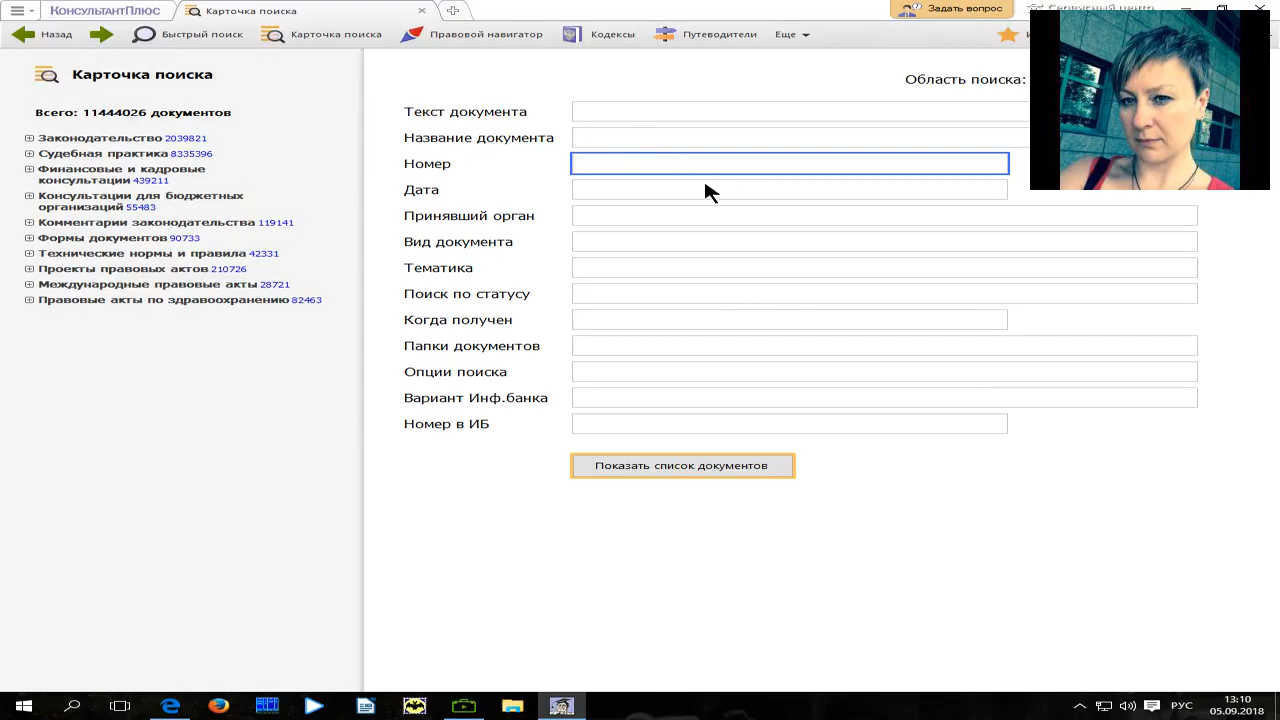 КОНСУЛЬТАНТПЛЮС
Карточка поиска
Задать вопрос
Назад
Быстрый поиск
Карточка поиска
Правовой навигатор
Кодексы
Путеводители
Еще
Карточка поиска
Всего: 11444026 документов
Законодательство 2039821
Судебная практика 8335396
Финансовые и кадровые
консультации 439211
Консультации для бюджетных
организаций 55483
Комментарии законодательства 119141
Формы документов 90733
Технические нормы и правила 42331
Проекты правовых актов 210726
Международные правовые акты 28721
Правовые акты по здравоохранению 82463
Область поиска:
Текст документа
Название документа
Номер
Дата
Принявший орган
Вид документа
Тематика
Поиск по статусу
Когда получен
Папки документов
Опции поиска
Вариант Инф.банка
Номер в ИБ
Показать список документов
РУС
13:10
05.09.2018